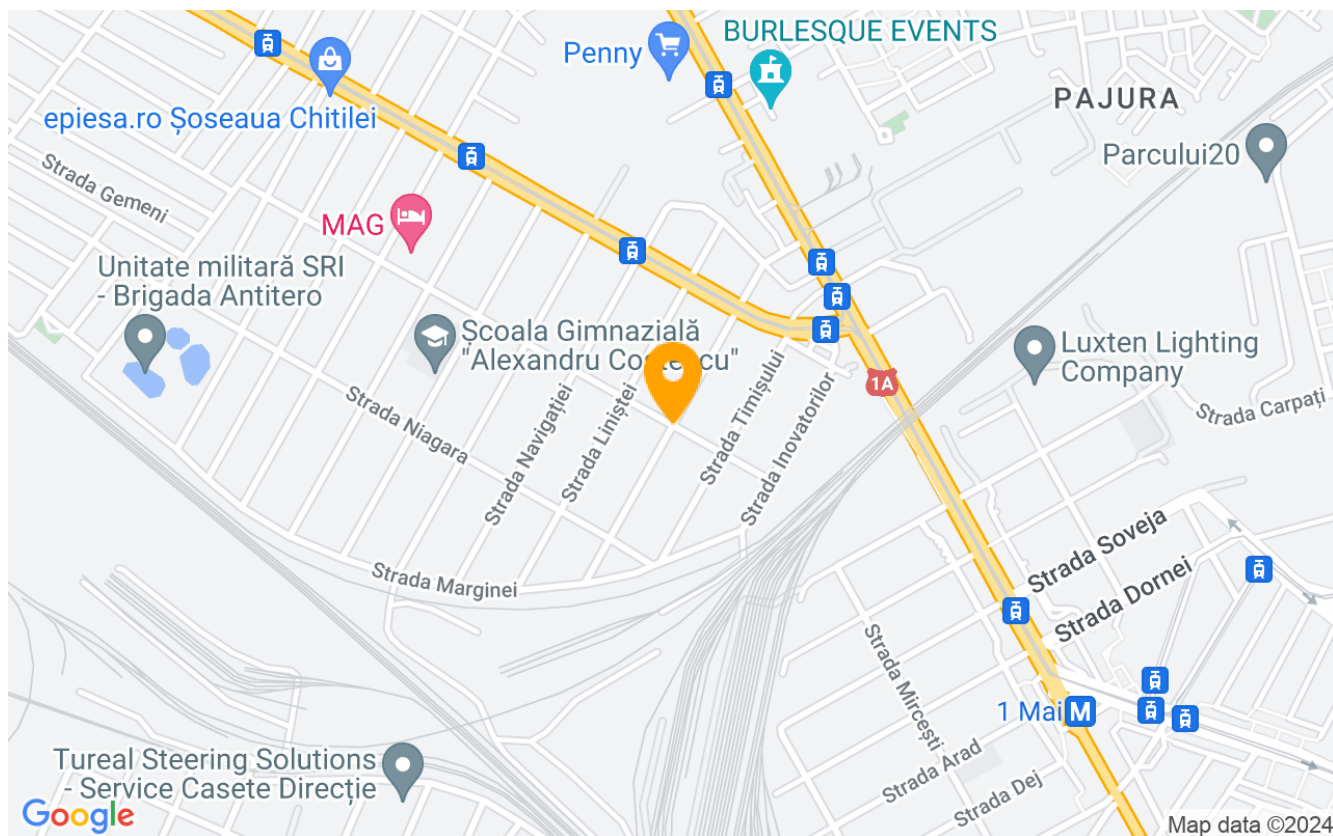 BURLESQUE EVENTS
Penny
PAJURA
epiesa.ro Șoseaua Chitilei
Parcului20
Strada Gemeni
MAG
Unitate militară SRI
- Brigada Antitero
Școala Gimnazială
"Alexandru Cos
cu"
Luxten Lighting
Company
1A
Strada Carpați
Strada Niagara
Strada Navigației
Strada Liniștei
Strada Timișului
Strada Inovatorilor
Strada Marginei
Strada Soveja
Strada Dornei
Strada Mircești
1 Mai M
Strada Arad
Strada Dej
Tureal Steering Solutions
- Service Casete Direcție
Google
Map data ©2024